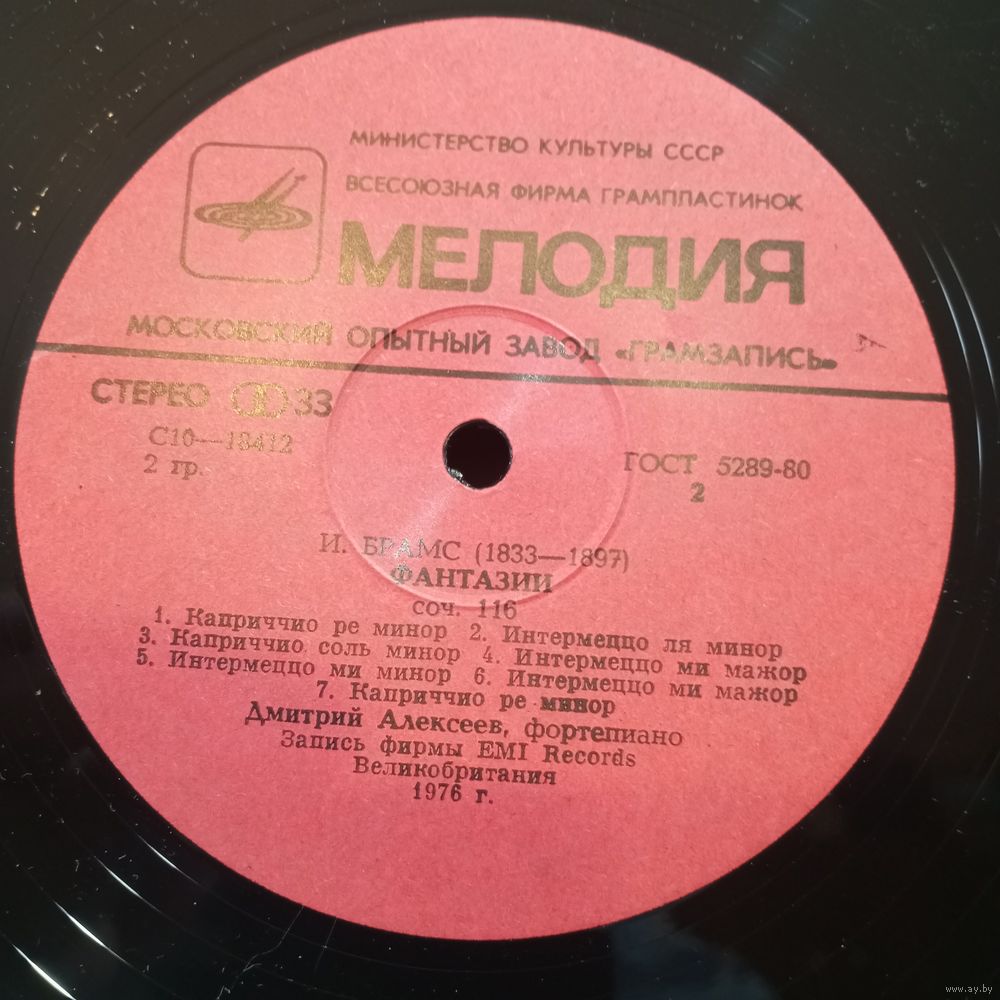 МИНИСТЕРСТВО КУЛЬТУРЫ СССР
ВСЕСОЮЗНАЯ ФИРМА ГРАМПЛАСТИНОК
МЕЛОДИЯ
МОСКОВСКИЙ ОПЫТНЫЙ ЗАВОД «ГРАМЗАПИСЬ»
СТЕРЕО 33
С10—18412
2 гр.
ГОСТ 5289-80
2
И. БРАМС (1833—1897)
ФАНТАЗИИ
соч. 116
1. Каприччио ре минор 2. Интермеццо ля минор
3. Каприччио соль минор 4. Интермеццо ми мажор
5. Интермеццо ми минор 6. Интермеццо ми мажор
7. Каприччио ре минор
Дмитрий Алексеев, фортепиано
Запись фирмы EMI Records
Великобритания
1976 г.
www.ay.by